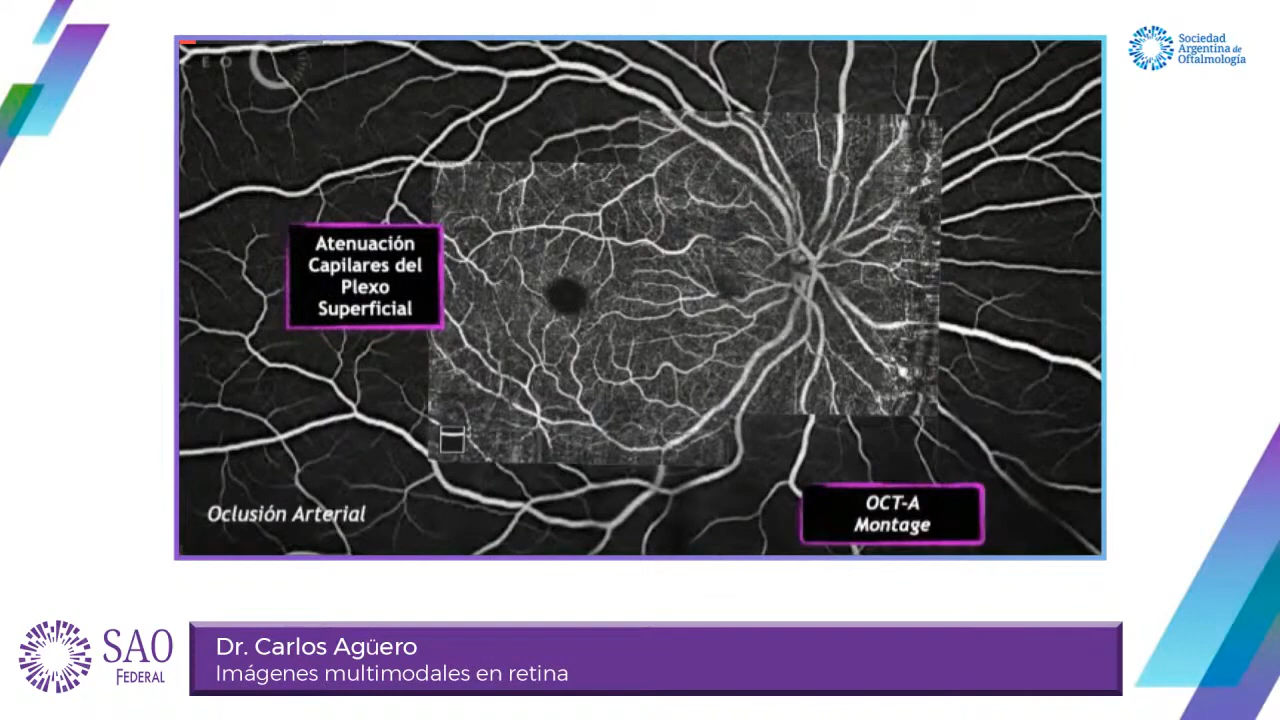 Sociedad
Argentina de
Oftalmología
Atenuación
Capilares del
Plexo
Superficial
Oclusión Arterial
OCT-A
Montage
SAO
FEDERAL
Dr. Carlos Agüero
Imágenes multimodales en retina